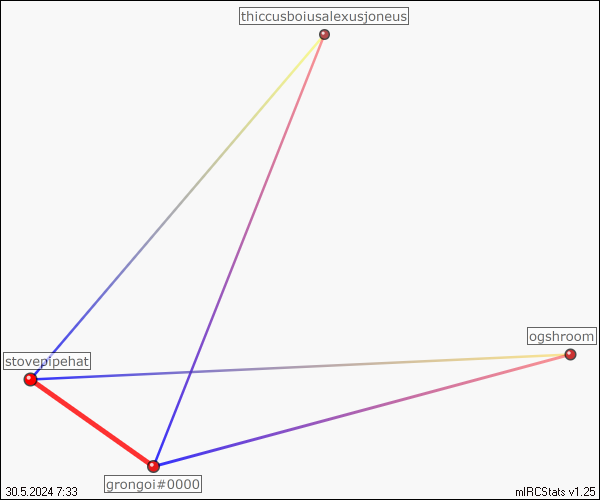 thiccusboiusalexusjoneus
ogshroom
stovepipehat
grongoi#0000
30.5.2024 7:33
mIRCStats v1.25